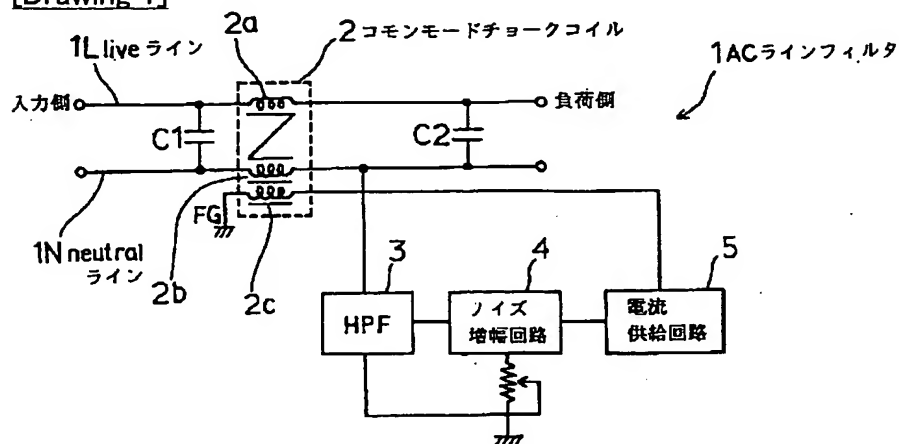 [Drawing 1]
2a
2 コモンモードチョークコイル
1L live ライン
1 ACラインフィルタ
入力側
負荷側
C1
C2
FG
1N neutral
ライン
2b
2c
3
4
5
HPF
ノイズ
増幅回路
電流
供給回路